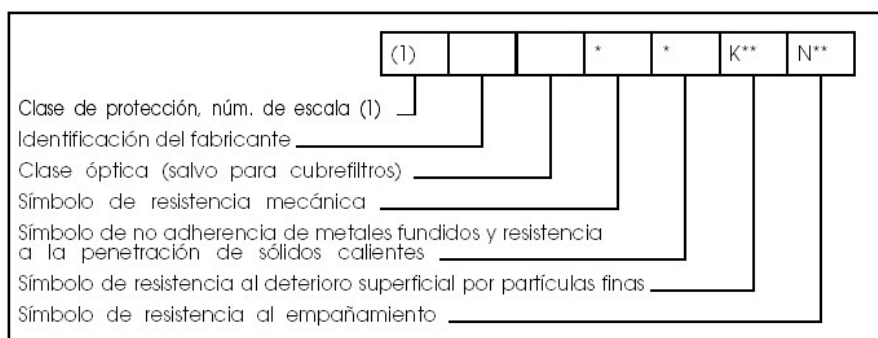 (1) * * K** N**
Clase de protección, núm. de escala (1)
Identificación del fabricante
Clase óptica (salvo para cubrefiltros)
Símbolo de resistencia mecánica
Símbolo de no adherencia de metales fundidos y resistencia
a la penetración de sólidos calientes
Símbolo de resistencia al deterioro superficial por partículas finas
Símbolo de resistencia al empañamiento